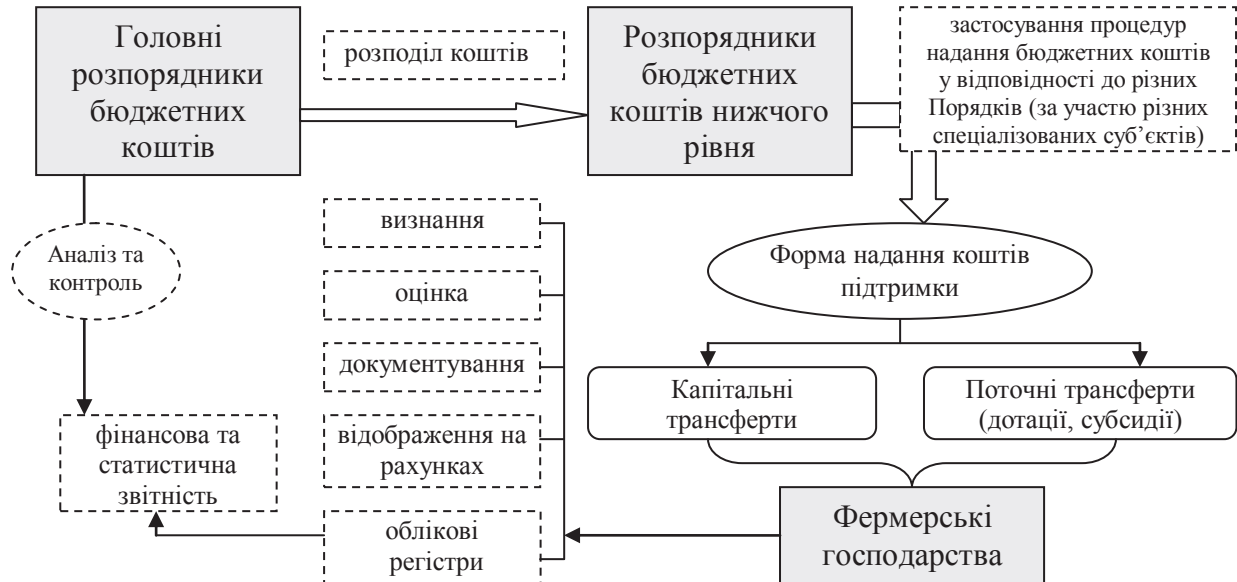 Головні
розпорядники
бюджетних
коштів
розподіл коштів
Розпорядники
бюджетних
коштів нижчого
рівня
застосування процедур
надання бюджетних коштів
у відповідності до різних
Порядків (за участю різних
спеціалізованих суб’єктів)
Аналіз та
контроль
визнання
оцінка
документування
відображення на
рахунках
облікові
регістри
Форма надання коштів
підтримки
Капітальні
трансферти
Поточні трансферти
(дотації, субсидії)
фінансова та
статистична
звітність
Фермерські
господарства